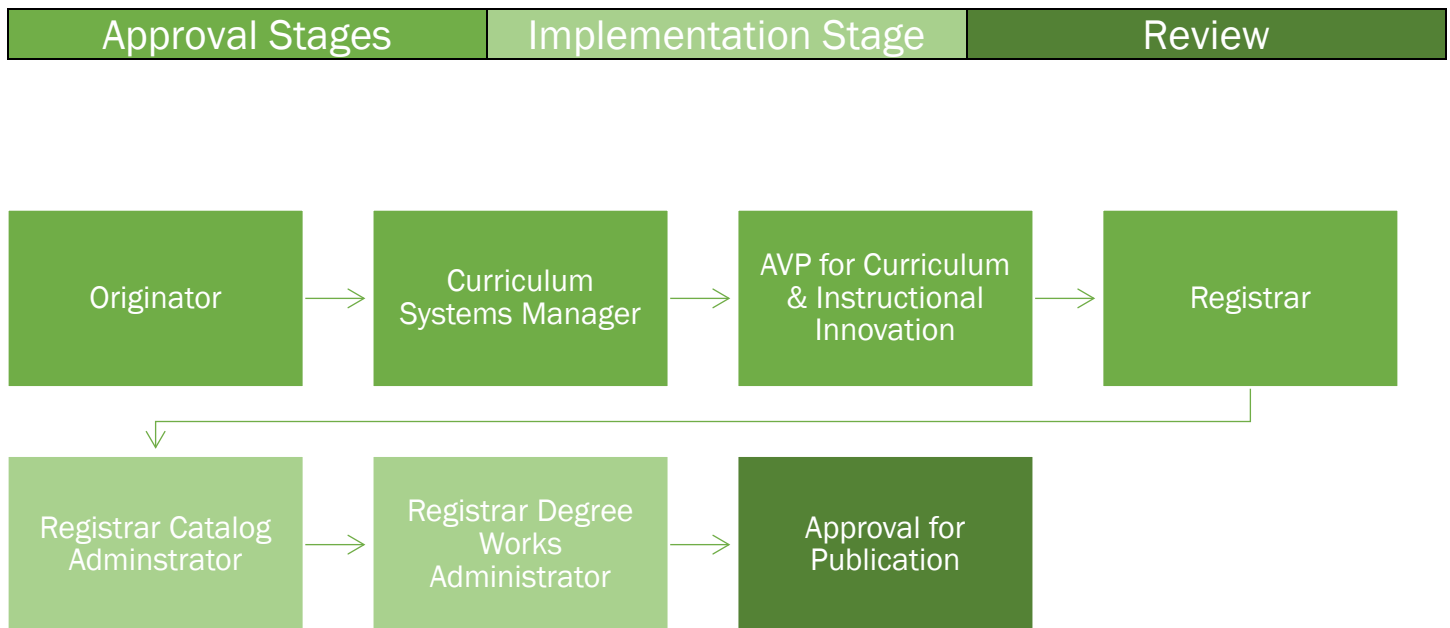 Approval Stages
Implementation Stage
Review
Originator
Curriculum
Systems Manager
AVP for Curriculum
& Instructional
Innovation
Registrar
Registrar Catalog
Adminstrator
Registrar Degree
Works
Administrator
Approval for
Publication